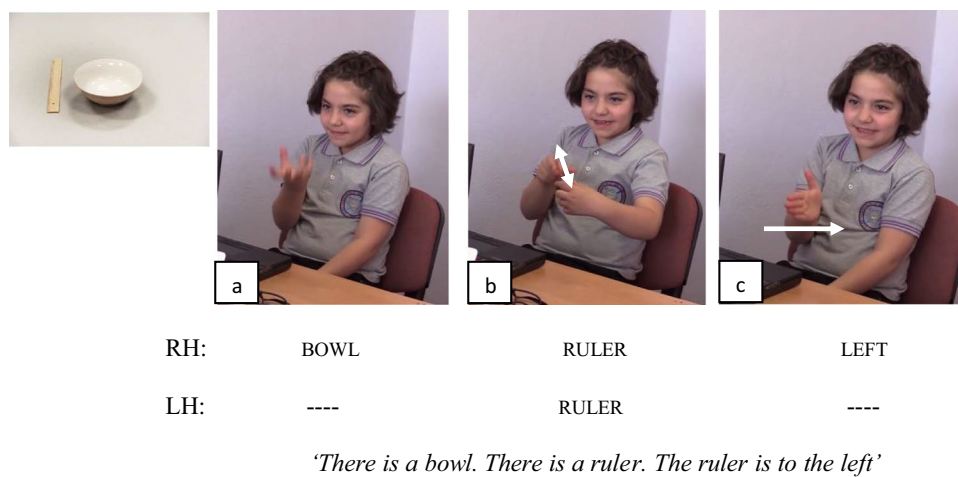 a b c
RH: BOWL RULER LEFT
LH: ---- RULER ----
‘There is a bowl. There is a ruler. The ruler is to the left’